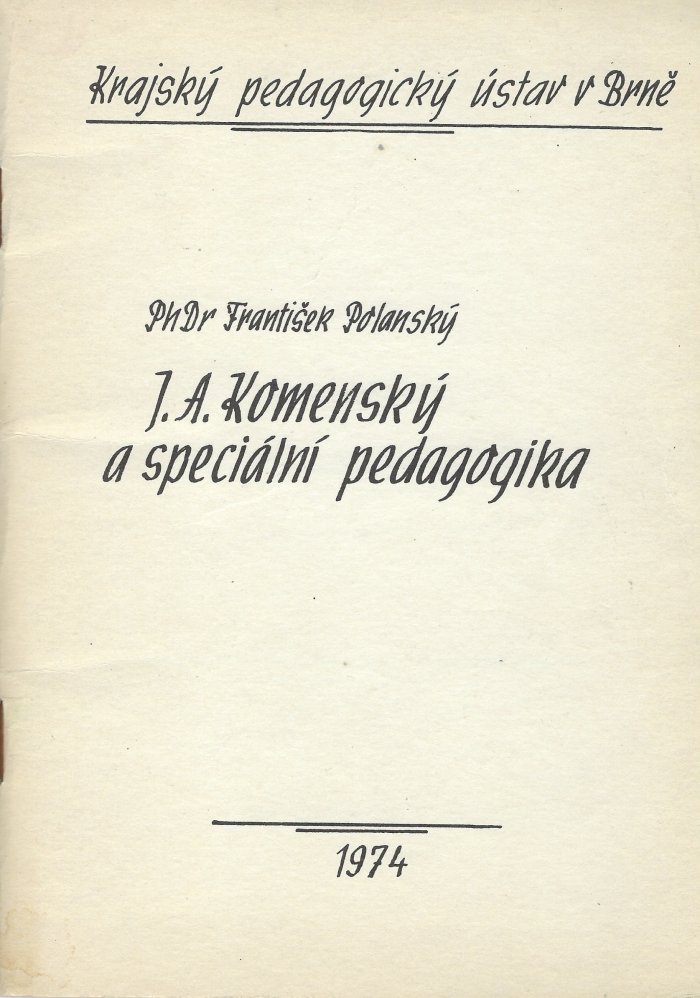 Krajský pedagogický ústav v Brně
PhDr František Polanský
J. A. Komenský
a speciální pedagogika
1974